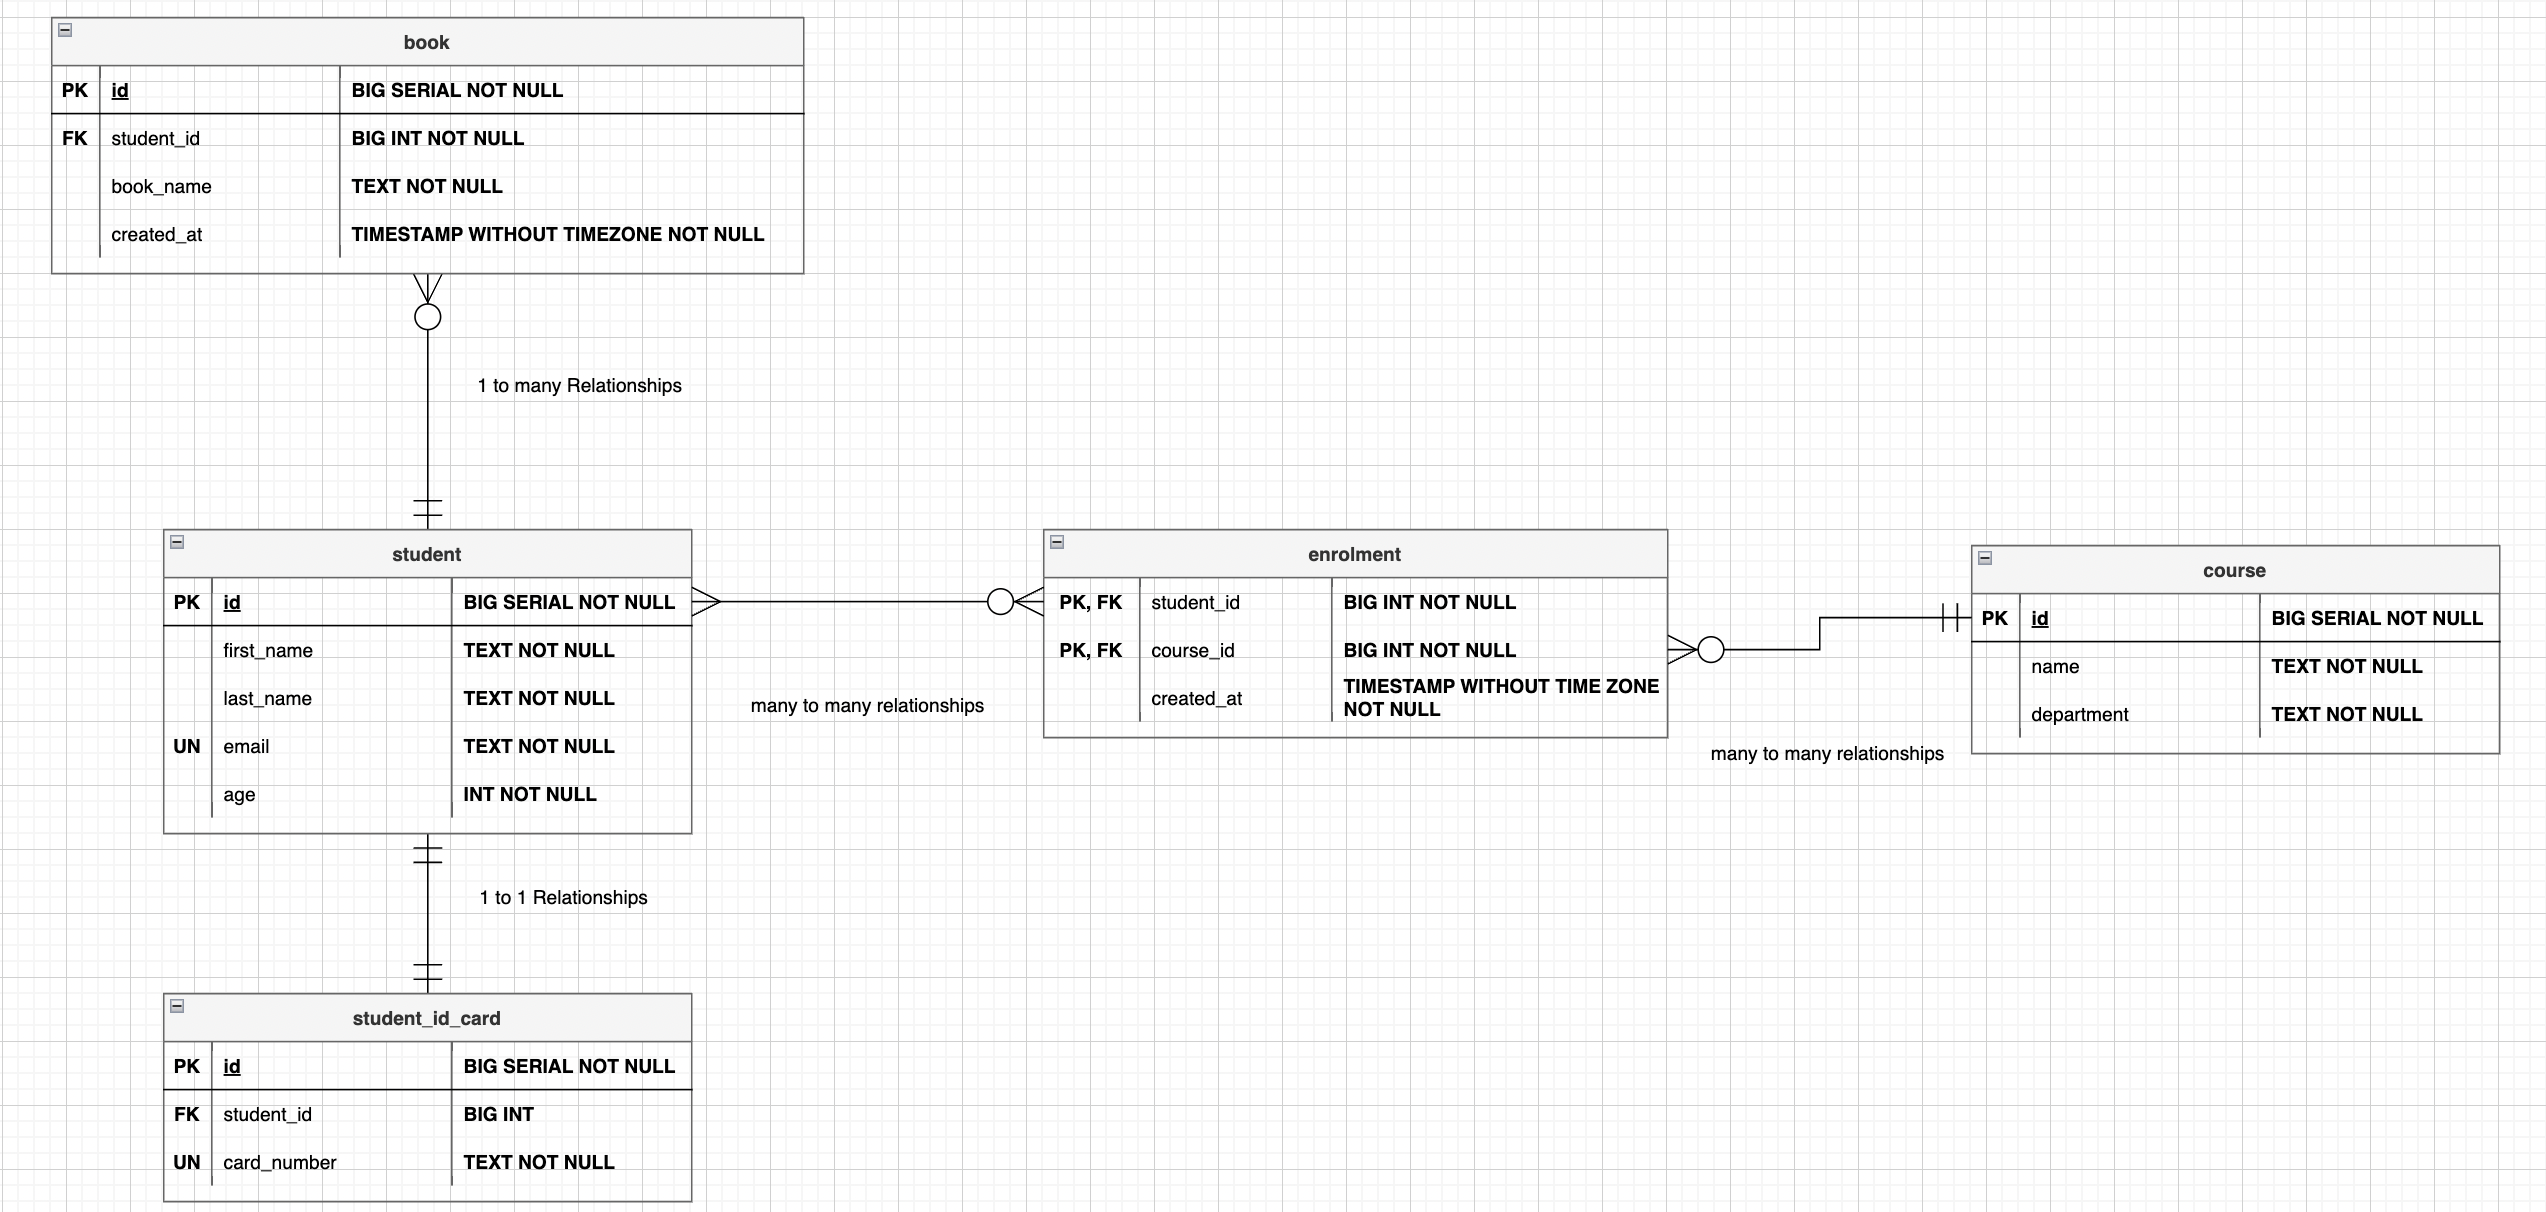 book
PK id BIG SERIAL NOT NULL
FK student_id BIG INT NOT NULL
book_name TEXT NOT NULL
created_at TIMESTAMP WITHOUT TIMEZONE NOT NULL
1 to many Relationships
student
PK id BIG SERIAL NOT NULL
first_name TEXT NOT NULL
last_name TEXT NOT NULL
UN email TEXT NOT NULL
age INT NOT NULL
many to many relationships
enrolment
PK, FK student_id BIG INT NOT NULL
PK, FK course_id BIG INT NOT NULL
created_at TIMESTAMP WITHOUT TIME ZONE
NOT NULL
many to many relationships
course
PK id BIG SERIAL NOT NULL
name TEXT NOT NULL
department TEXT NOT NULL
1 to 1 Relationships
student_id_card
PK id BIG SERIAL NOT NULL
FK student_id BIG INT
UN card_number TEXT NOT NULL